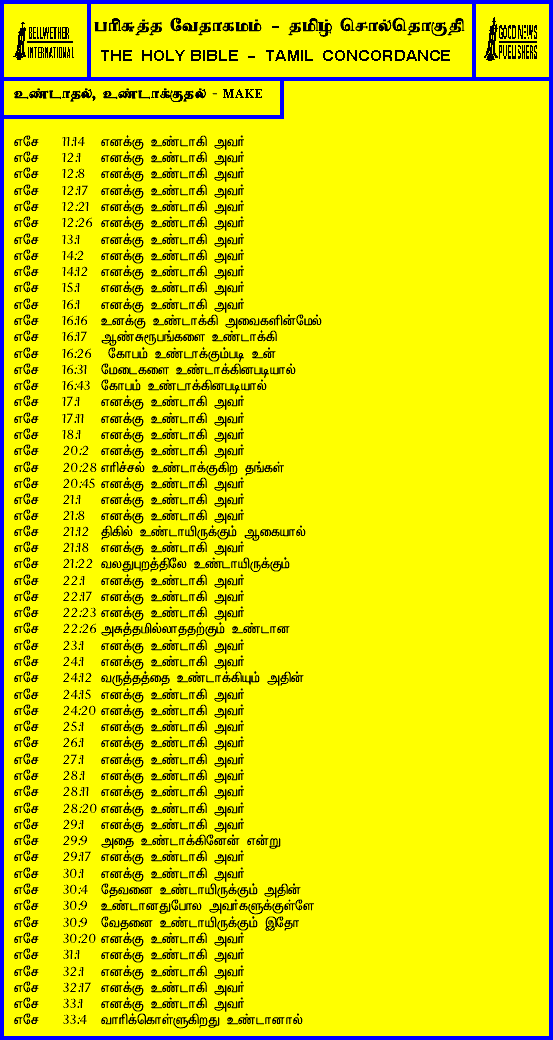 BELLWETHER
INTERNATIONAL
பரிசுத்த வேதாகமம் - தமிழ் சொல்தொகுதி
THE HOLY BIBLE - TAMIL CONCORDANCE
GOOD NEWS
PUBLISHERS
உண்டாதல், உண்டாக்குதல் - MAKE
எசே 11:14 எனக்கு உண்டாகி அவர்
எசே 12:1 எனக்கு உண்டாகி அவர்
எசே 12:8 எனக்கு உண்டாகி அவர்
எசே 12:17 எனக்கு உண்டாகி அவர்
எசே 12:21 எனக்கு உண்டாகி அவர்
எசே 12:26 எனக்கு உண்டாகி அவர்
எசே 13:1 எனக்கு உண்டாகி அவர்
எசே 14:2 எனக்கு உண்டாகி அவர்
எசே 14:12 எனக்கு உண்டாகி அவர்
எசே 15:1 எனக்கு உண்டாகி அவர்
எசே 16:1 எனக்கு உண்டாகி அவர்
எசே 16:16 உனக்கு உண்டாக்கி அவைகளின்மேல்
எசே 16:17 ஆண்சுரூபங்களை உண்டாக்கி
எசே 16:26 கோபம் உண்டாக்கும்படி உன்
எசே 16:31 மேடைகளை உண்டாக்கினபடியால்
எசே 16:43 கோபம் உண்டாக்கினபடியால்
எசே 17:1 எனக்கு உண்டாகி அவர்
எசே 17:11 எனக்கு உண்டாகி அவர்
எசே 18:1 எனக்கு உண்டாகி அவர்
எசே 20:2 எனக்கு உண்டாகி அவர்
எசே 20:28 எரிச்சல் உண்டாக்குகிற தங்கள்
எசே 20:45 எனக்கு உண்டாகி அவர்
எசே 21:1 எனக்கு உண்டாகி அவர்
எசே 21:8 எனக்கு உண்டாகி அவர்
எசே 21:12 திகில் உண்டாயிருக்கும் ஆகையால்
எசே 21:18 எனக்கு உண்டாகி அவர்
எசே 21:22 வலதுபுறத்திலே உண்டாயிருக்கும்
எசே 22:1 எனக்கு உண்டாகி அவர்
எசே 22:17 எனக்கு உண்டாகி அவர்
எசே 22:23 எனக்கு உண்டாகி அவர்
எசே 22:26 அசுத்தமில்லாததற்கும் உண்டான
எசே 23:1 எனக்கு உண்டாகி அவர்
எசே 24:1 எனக்கு உண்டாகி அவர்
எசே 24:12 வருத்தத்தை உண்டாக்கியும் அதின்
எசே 24:15 எனக்கு உண்டாகி அவர்
எசே 24:20 எனக்கு உண்டாகி அவர்
எசே 25:1 எனக்கு உண்டாகி அவர்
எசே 26:1 எனக்கு உண்டாகி அவர்
எசே 27:1 எனக்கு உண்டாகி அவர்
எசே 28:1 எனக்கு உண்டாகி அவர்
எசே 28:11 எனக்கு உண்டாகி அவர்
எசே 28:20 எனக்கு உண்டாகி அவர்
எசே 29:1 எனக்கு உண்டாகி அவர்
எசே 29:9 அதை உண்டாக்கினேன் என்று
எசே 29:17 எனக்கு உண்டாகி அவர்
எசே 30:1 எனக்கு உண்டாகி அவர்
எசே 30:4 தேவனை உண்டாயிருக்கும் அதின்
எசே 30:9 உண்டானதுபோல அவர்களுக்குள்ளே
எசே 30:9 வேதனை உண்டாயிருக்கும் இதோ
எசே 30:20 எனக்கு உண்டாகி அவர்
எசே 31:1 எனக்கு உண்டாகி அவர்
எசே 32:1 எனக்கு உண்டாகி அவர்
எசே 32:17 எனக்கு உண்டாகி அவர்
எசே 33:1 எனக்கு உண்டாகி அவர்
எசே 33:4 வாரிக்கொள்ளுகிறது உண்டானால்